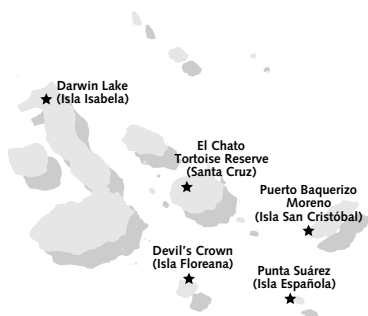 Darwin Lake
(Isla Isabela)
El Chato
Tortoise Reserve
(Santa Cruz)
Puerto Baquerizo
Moreno
(Isla San Cristóbal)
Devil's Crown
(Isla Floreana)
Punta Suárez
(Isla Española)